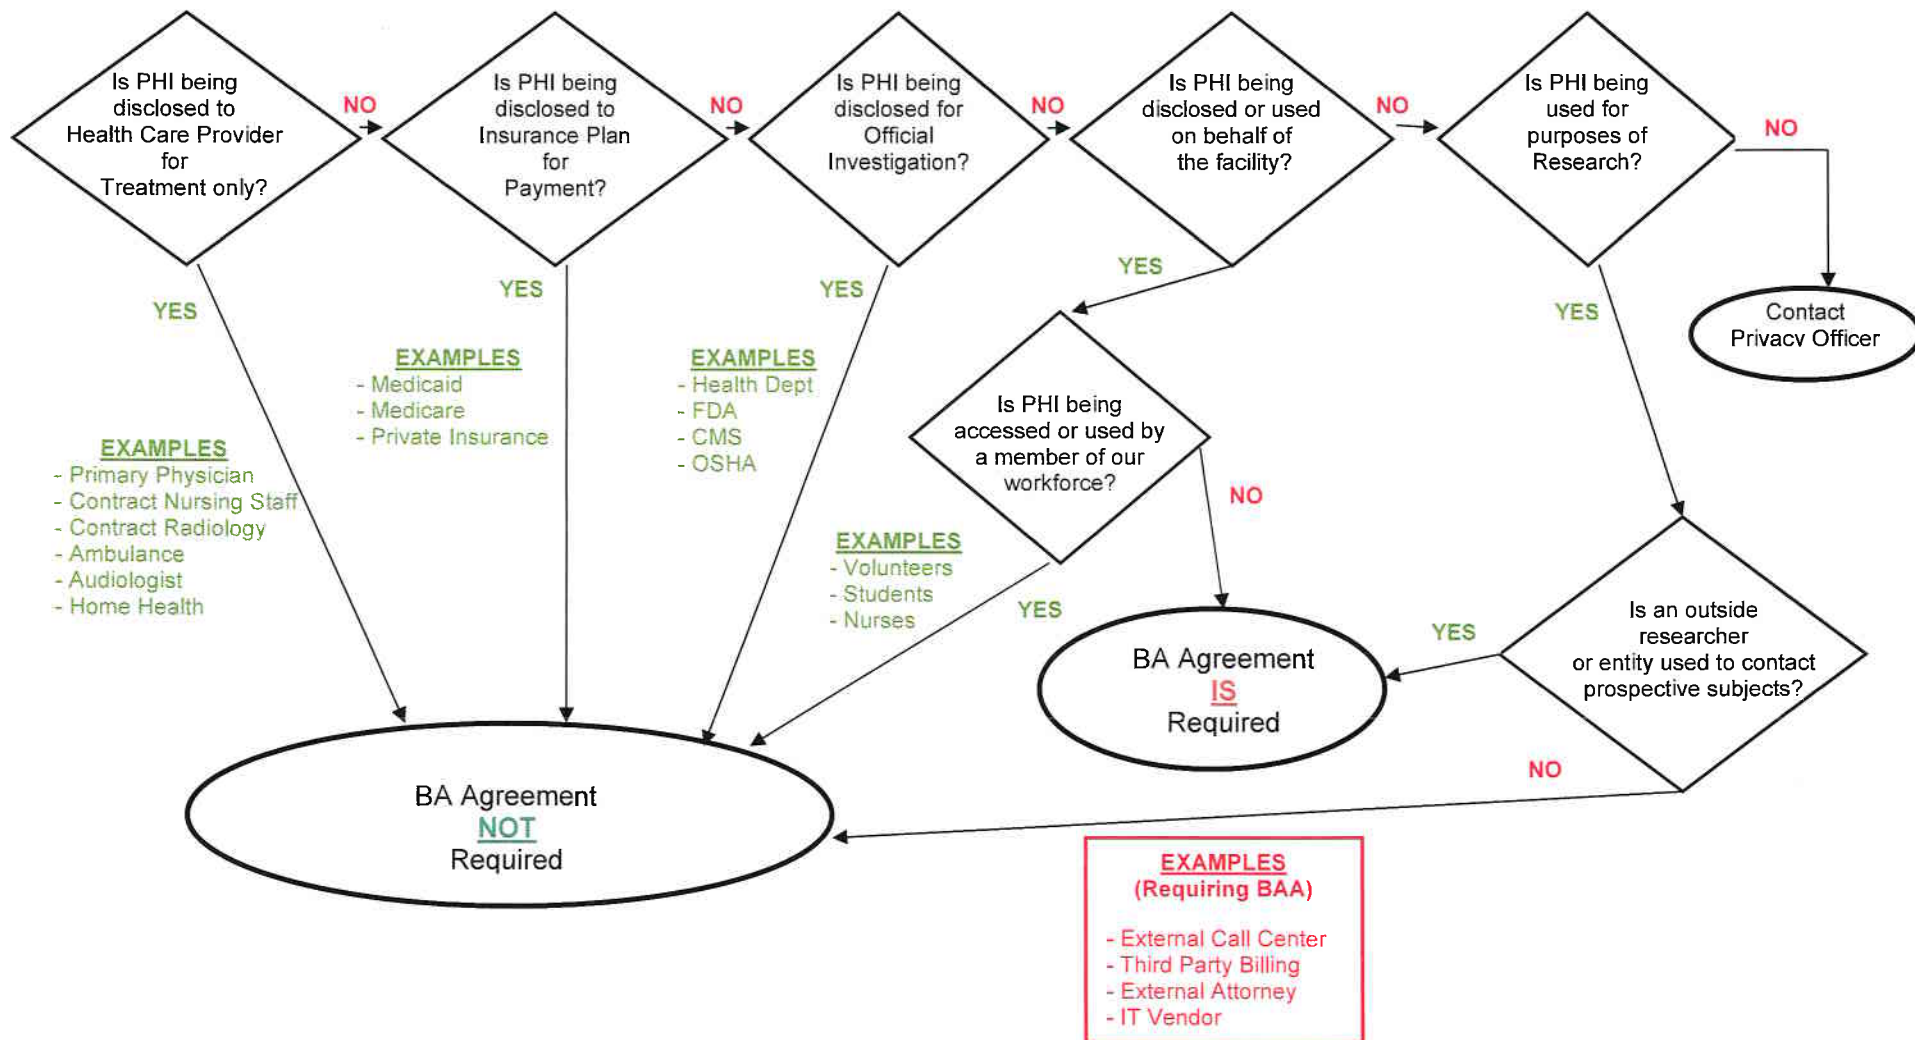 Is PHI being
disclosed to
Health Care Provider
for
Treatment only?
NO
Is PHI being
disclosed to
Insurance Plan
for
Payment?
NO
Is PHI being
disclosed for
Official
Investigation?
NO
Is PHI being
disclosed or used
on behalf of
the facility?
NO
Is PHI being
used for
purposes of
Research?
NO
YES
YES
YES
YES
YES
Contact
Privacy Officer
EXAMPLES
- Primary Physician
- Contract Nursing Staff
- Contract Radiology
- Ambulance
- Audiologist
- Home Health
EXAMPLES
- Medicaid
- Medicare
- Private Insurance
EXAMPLES
- Health Dept
- FDA
- CMS
- OSHA
Is PHI being
accessed or used by
a member of our
workforce?
NO
EXAMPLES
- Volunteers
- Students
- Nurses
YES
BA Agreement
IS
Required
YES
Is an outside
researcher
or entity used to contact
prospective subjects?
NO
BA Agreement
NOT
Required
EXAMPLES
(Requiring BAA)
- External Call Center
- Third Party Billing
- External Attorney
- IT Vendor